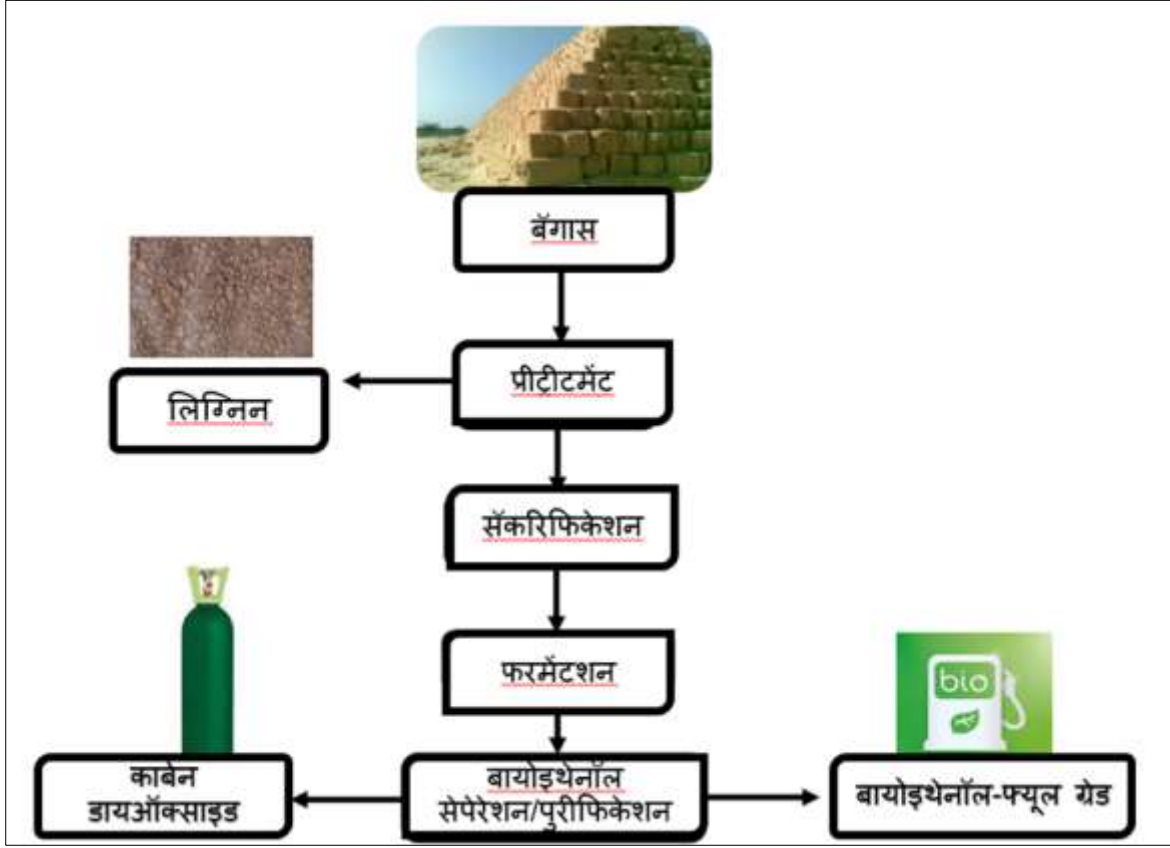 बॅगास
प्रीट्रीटमेंट
लिग्निन
सॅकरिफिकेशन
फरमेंटशन
bio
कार्बन
डायऑक्साइड
बायोइथेनॉल
सेपेरेशन/पुरीफिकेशन
बायोइथेनॉल-फ्यूल ग्रेड